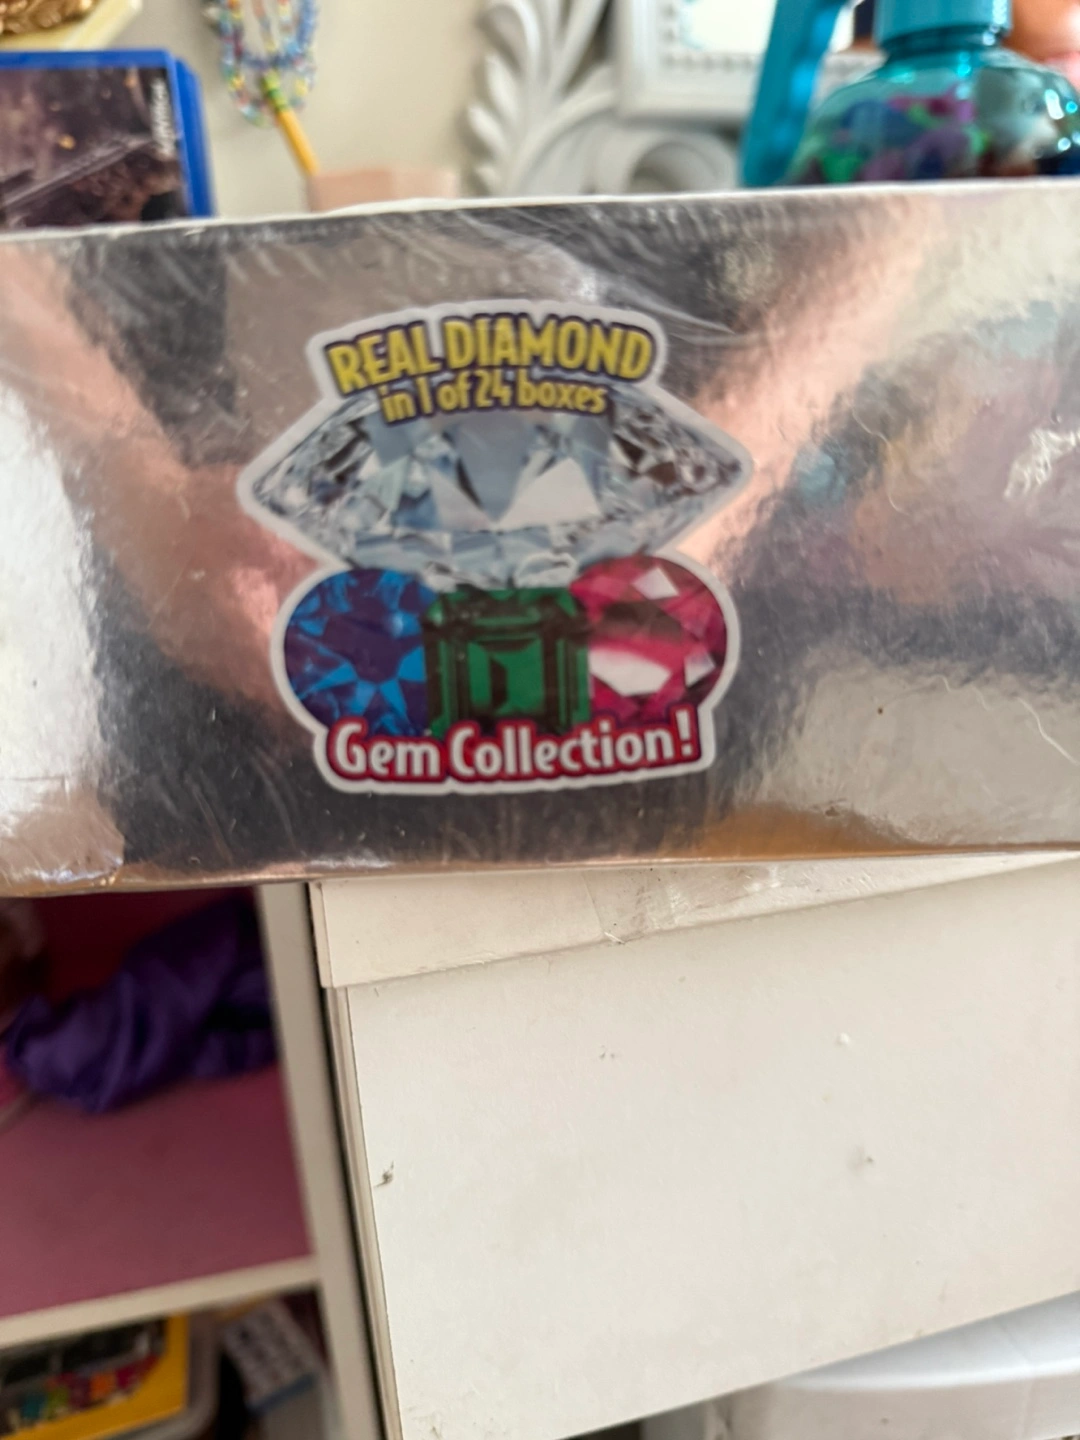 REAL DIAMOND
in 1 of 24 boxes
Gem Collection!